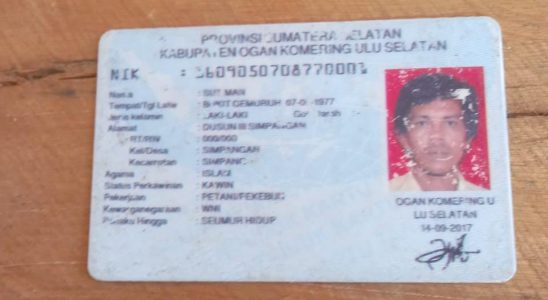 PROVINSI SUMATERA SELATAN
KABUPATEN OGAN KOMERING ULU SELATAN
NIK :
Nama :
Tempat/Tgl Lahir : GEMURUH 1977
Jenis kelamin : LAKI-LAKI
Alamat : DUSUN III SIMPANGAN
RT/RW : 000/000
Kel/Desa : SIMPANGAN
Kecamatan :
Agama : ISLAM
Status Perkawinan : KAWIN
Pekerjaan : PETANI/PEKEBUN
Kewarganegaraan : WNI
Berlaku Hingga : SEUMUR HIDUP
OGAN KOMERING U
LU SELATAN
14-09-2017